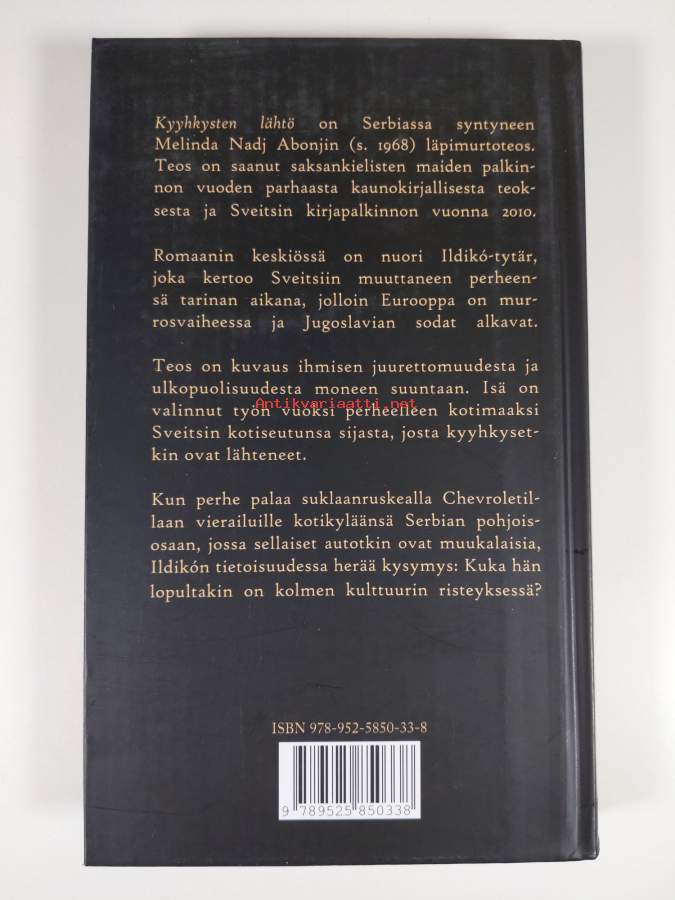 Kyyhkysten lähtö on Serbiassa syntyneen
Melinda Nadj Abonjin (s. 1968) läpimurtoteos.
Teos on saanut saksankielisten maiden palkin-
non vuoden parhaasta kaunokirjallisesta teok-
sesta ja Sveitsin kirjapalkinnon vuonna 2010.
Romaanin keskiössä on nuori Ildikó-tytär,
joka kertoo Sveitsiin muuttaneen perheen-
sä tarinan aikana, jolloin Eurooppa on mur-
rosvaiheessa ja Jugoslavian sodat alkavat.
Teos on kuvaus ihmisen juurettomuudesta ja
ulkopuolisuudesta moneen suuntaan. Isä on
Antikvariaatti.net
valinnut työn vuoksi perheelleen kotimaaksi
Sveitsin kotiseutunsa sijasta, josta kyyhkyset-
kin ovat lähteneet.
Kun perhe palaa suklaanruskealla Chevroletil-
laan vierailuille kotikyläänsä Serbian pohjois-
osaan, jossa sellaiset autotkin ovat muukalaisia,
Ildikón tietoisuudessa herää kysymys: Kuka hän
lopultakin on kolmen kulttuurin risteyksessä?
ISBN 978-952-5850-33-8
9 789525 850338